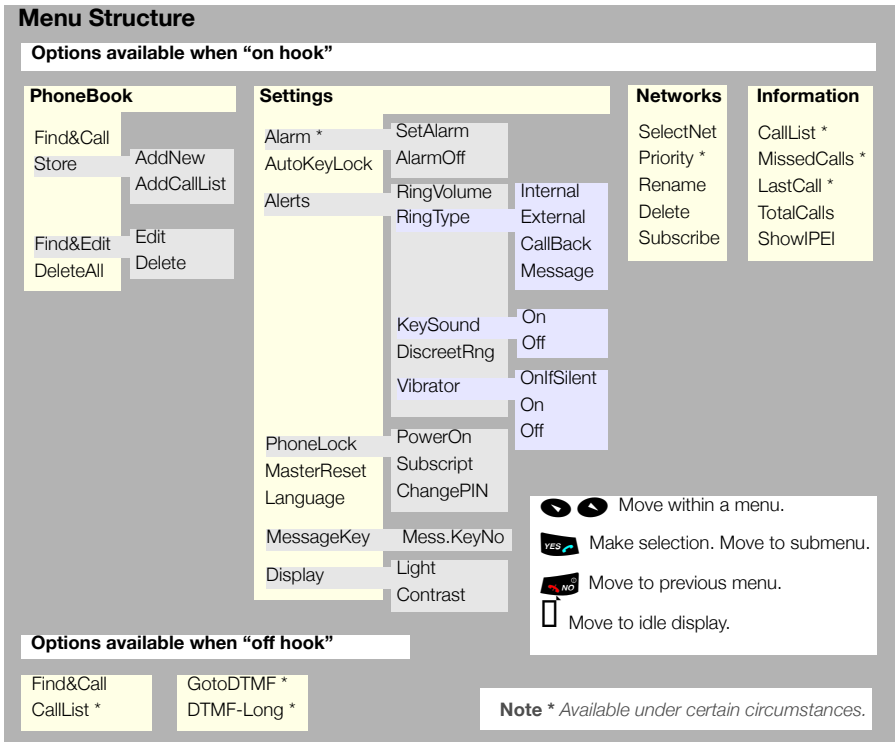 Menu Structure
Options available when “on hook”
PhoneBook
Find&Call
Store
AddNew
AddCallList
Find&Edit
Edit
DeleteAll
Delete
Settings
Alarm *
SetAlarm
AlarmOff
AutoKeyLock
Alerts
RingVolume
RingType
Internal
External
CallBack
Message
KeySound
On
Off
DiscreetRng
Vibrator
OnIfSilent
On
Off
PhoneLock
PowerOn
Subscript
ChangePIN
MasterReset
Language
MessageKey
Mess.KeyNo
Display
Light
Contrast
Networks
SelectNet
Priority *
Rename
Delete
Subscribe
Information
CallList *
MissedCalls *
LastCall *
TotalCalls
ShowIPEI
Move within a menu.
YES Make selection. Move to submenu.
NO Move to previous menu.
Move to idle display.
Options available when “off hook”
Find&Call
CallList *
GotoDTMF *
DTMF-Long *
Note * Available under certain circumstances.